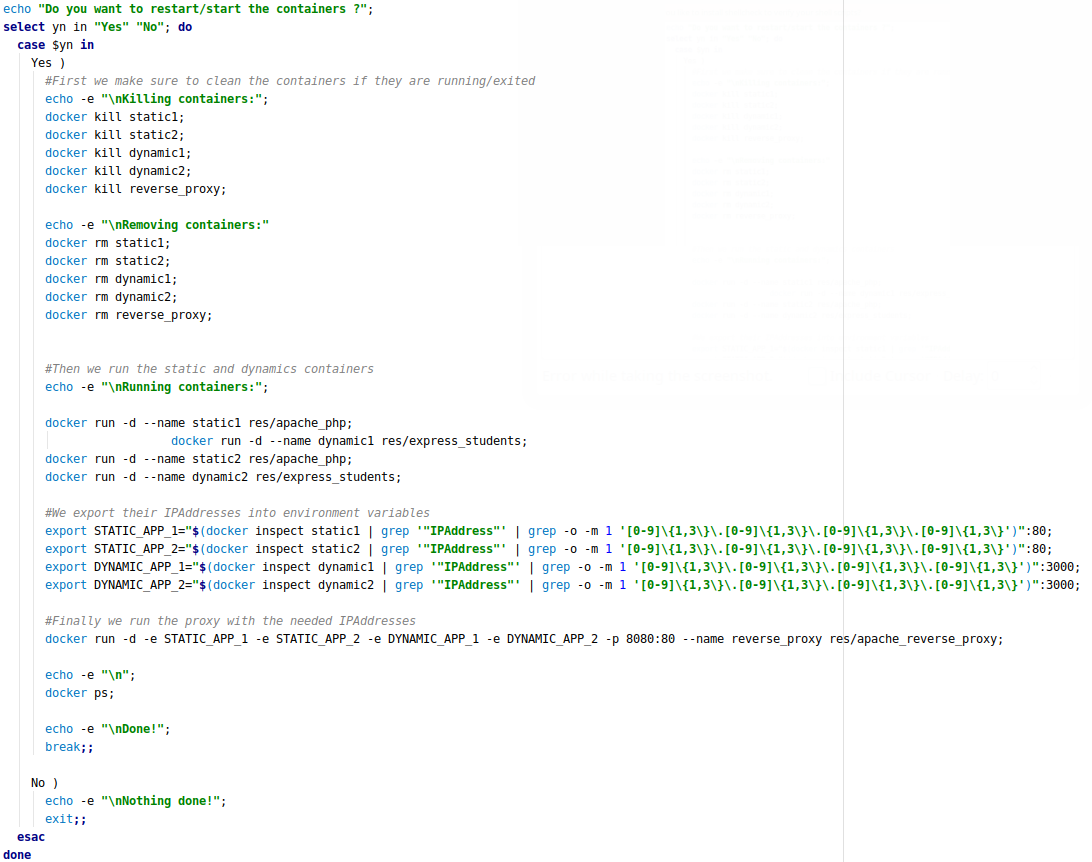 echo "Do you want to restart/start the containers ?";
select yn in "Yes" "No"; do
  case $yn in
    Yes )
      #First we make sure to clean the containers if they are running/exited
      echo -e "\nKilling containers:";
      docker kill static1;
      docker kill static2;
      docker kill dynamic1;
      docker kill dynamic2;
      docker kill reverse_proxy;

      echo -e "\nRemoving containers:"
      docker rm static1;
      docker rm static2;
      docker rm dynamic1;
      docker rm dynamic2;
      docker rm reverse_proxy;


      #Then we run the static and dynamics containers
      echo -e "\nRunning containers:";

      docker run -d --name static1 res/apache_php;
                        docker run -d --name dynamic1 res/express_students;
      docker run -d --name static2 res/apache_php;
      docker run -d --name dynamic2 res/express_students;

      #We export their IPAddresses into environment variables
      export STATIC_APP_1="$(docker inspect static1 | grep '"IPAddress"' | grep -o -m 1 '[0-9]\{1,3\}\.[0-9]\{1,3\}\.[0-9]\{1,3\}\.[0-9]\{1,3\}')":80;
      export STATIC_APP_2="$(docker inspect static2 | grep '"IPAddress"' | grep -o -m 1 '[0-9]\{1,3\}\.[0-9]\{1,3\}\.[0-9]\{1,3\}\.[0-9]\{1,3\}')":80;
      export DYNAMIC_APP_1="$(docker inspect dynamic1 | grep '"IPAddress"' | grep -o -m 1 '[0-9]\{1,3\}\.[0-9]\{1,3\}\.[0-9]\{1,3\}\.[0-9]\{1,3\}')":3000;
      export DYNAMIC_APP_2="$(docker inspect dynamic2 | grep '"IPAddress"' | grep -o -m 1 '[0-9]\{1,3\}\.[0-9]\{1,3\}\.[0-9]\{1,3\}\.[0-9]\{1,3\}')":3000;

      #Finally we run the proxy with the needed IPAddresses
      docker run -d -e STATIC_APP_1 -e STATIC_APP_2 -e DYNAMIC_APP_1 -e DYNAMIC_APP_2 -p 8080:80 --name reverse_proxy res/apache_reverse_proxy;

      echo -e "\n";
      docker ps;

      echo -e "\nDone!";
      break;;

    No )
      echo -e "\nNothing done!";
      exit;;
  esac
done